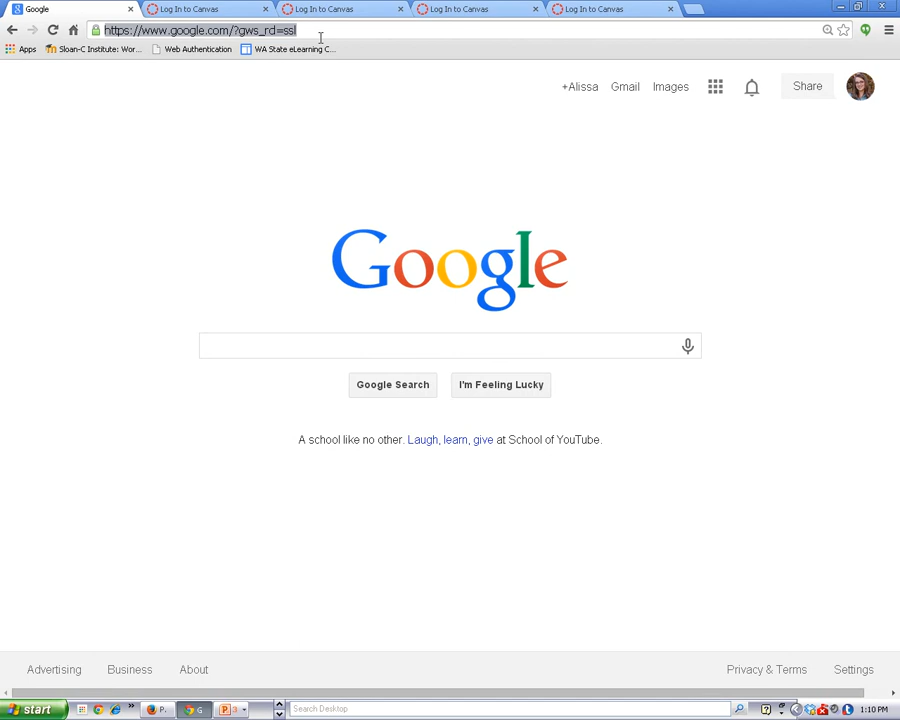 Google
Log In to Canvas
Log In to Canvas
Log In to Canvas
Log In to Canvas
https://www.google.com/?gws_rd=ssl
Apps
Sloan-C Institute: Wor...
Web Authentication
WA State eLearning C...
+Alissa
Gmail
Images
Share
Google
Google Search
I'm Feeling Lucky
A school like no other. Laugh, learn, give at School of YouTube.
Advertising
Business
About
Privacy & Terms
Settings
start
P.
G
Search Desktop
1:10 PM